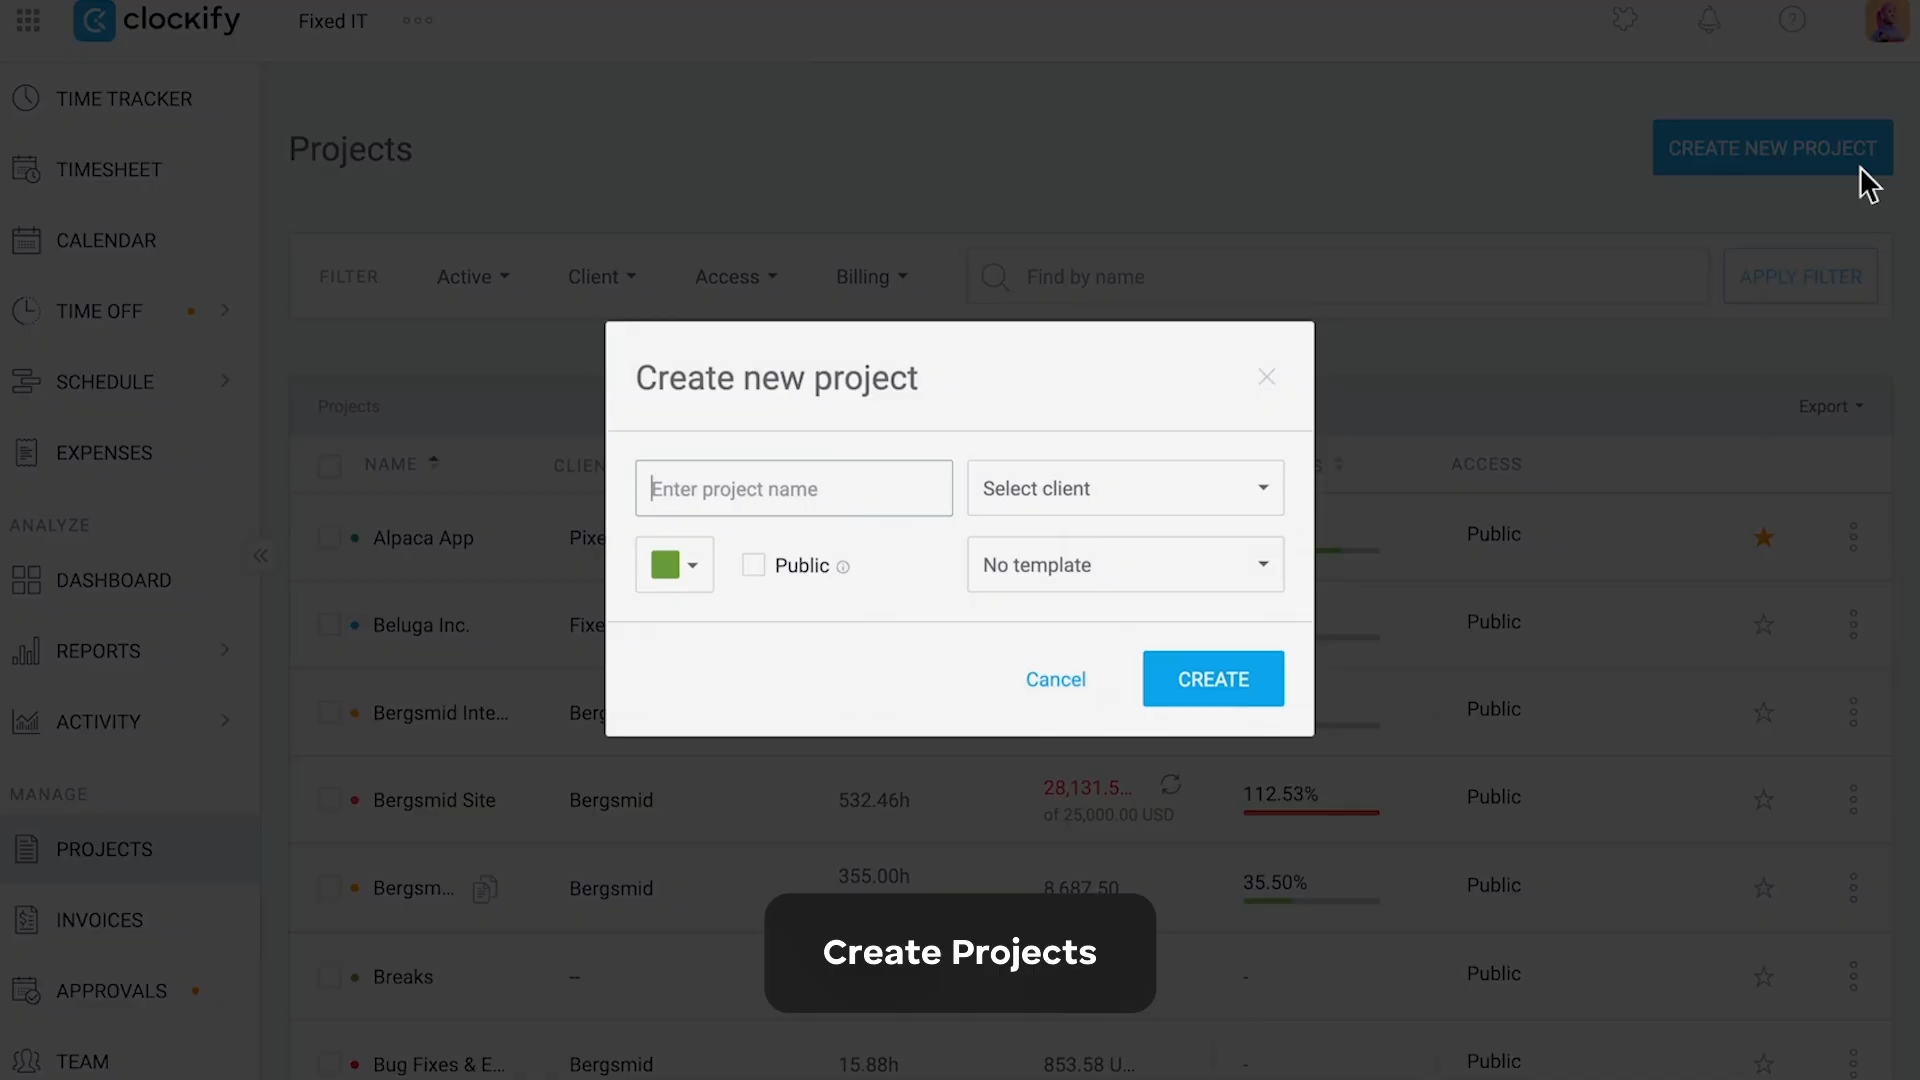 clockify
Fixed IT
TIME TRACKER
TIMESHEET
CALENDAR
TIME OFF
SCHEDULE
EXPENSES
ANALYZE
DASHBOARD
REPORTS
ACTIVITY
MANAGE
PROJECTS
INVOICES
APPROVALS
TEAM
Projects
CREATE NEW PROJECT
FILTER Active Client Access Billing Find by name APPLY FILTER
Projects Export
NAME CLIEN ACCESS
Alpaca App Pixe Public
Beluga Inc. Fixe Public
Bergsmid Inte... Berg Public
Bergsmid Site Bergsmid 532.46h 28,131.5... 112.53% Public
of 25,000.00 USD
Bergsm... Bergsmid 355.00h 8,687.50 35.50% Public
Breaks -- - Public
Bug Fixes & E... Bergsmid 15.88h 853.58 U... - Public
Create new project
Enter project name Select client
Public No template
Cancel CREATE
Create Projects